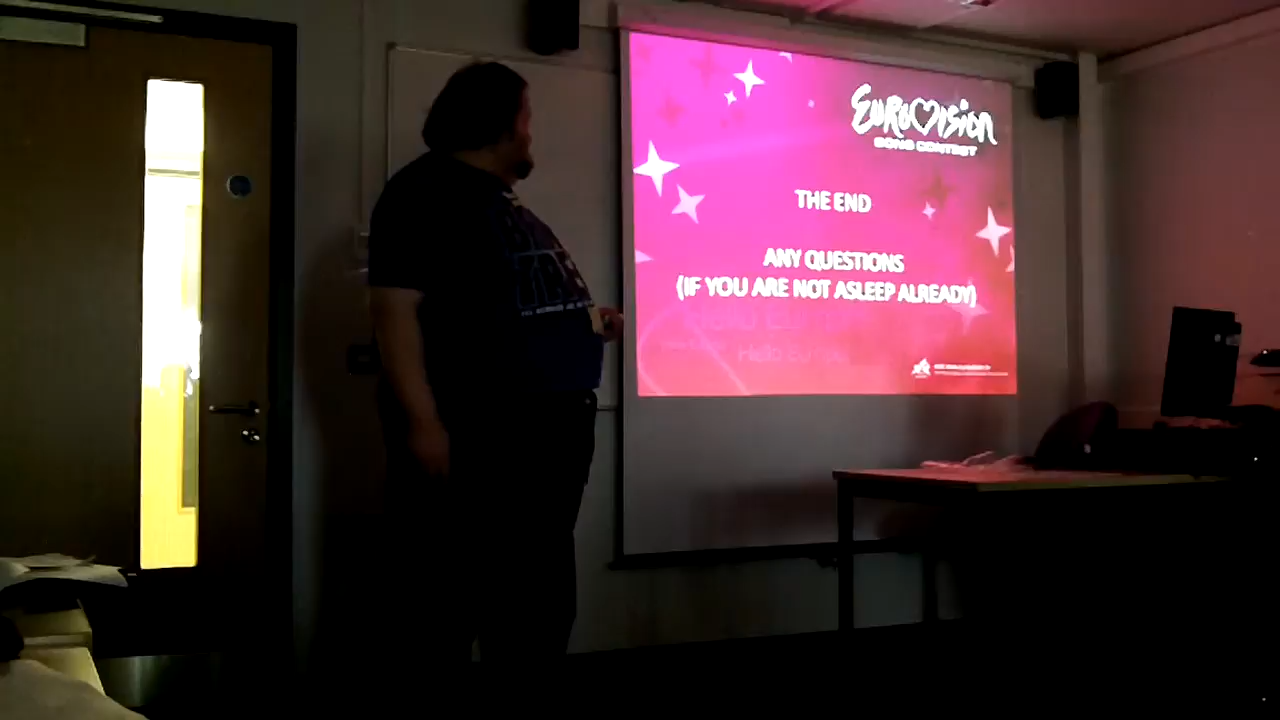 EUROVISION
SONG CONTEST
THE END
ANY QUESTIONS
(IF YOU ARE NOT ASLEEP ALREADY)